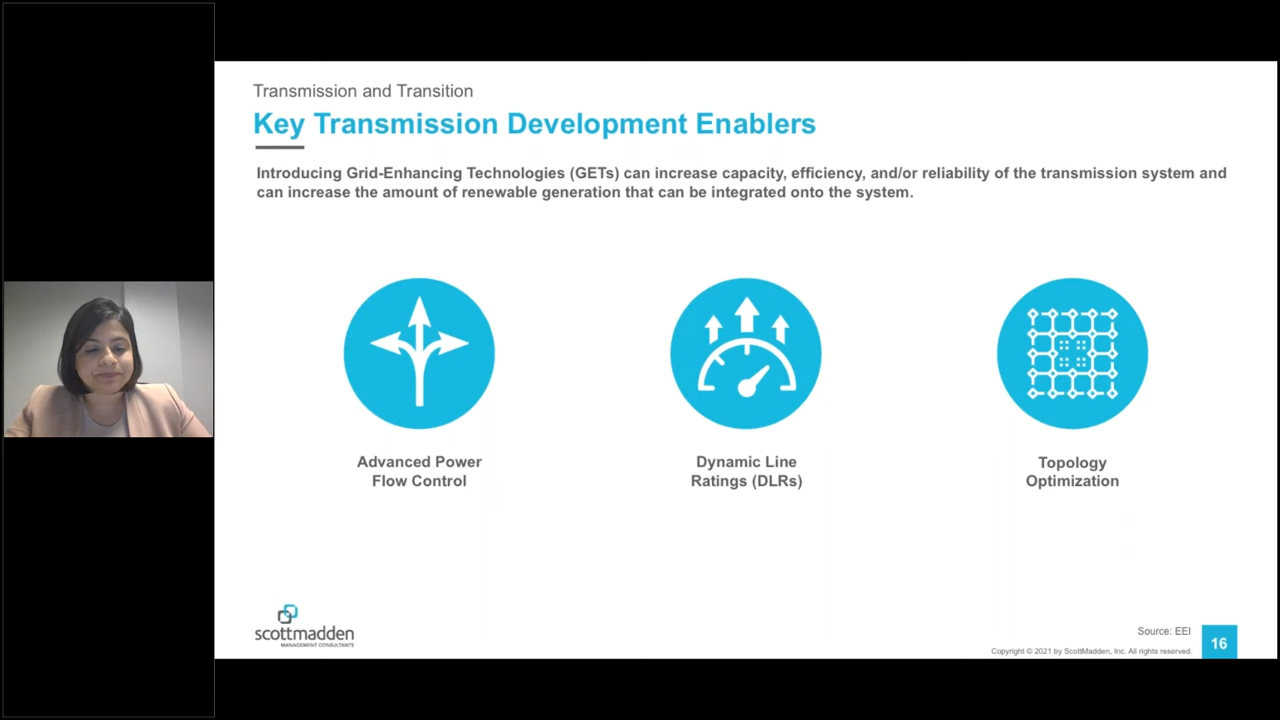 Transmission and Transition
Key Transmission Development Enablers
Introducing Grid-Enhancing Technologies (GETs) can increase capacity, efficiency, and/or reliability of the transmission system and
can increase the amount of renewable generation that can be integrated onto the system.
Advanced Power
Flow Control
Dynamic Line
Ratings (DLRs)
Topology
Optimization
scottmadden
MANAGEMENT CONSULTANTS
Source: EEI
Copyright © 2021 by ScottMadden, Inc. All rights reserved.
16